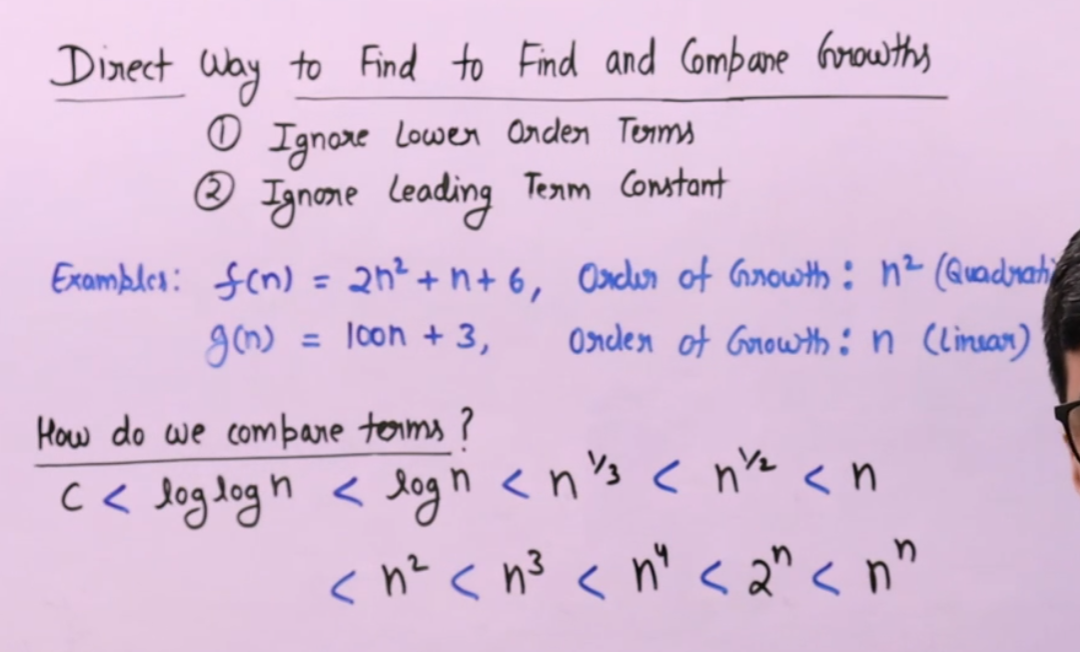 Direct Way to Find to Find and Compare Growths
① Ignore Lower Order Terms
② Ignore Leading Term Constant
Examples: f(n) = 2n² + n + 6, Order of Growth : n² (Quadrati
g(n) = 100n + 3, Order of Growth : n (Linear)
How do we compare terms ?
C < log log n < log n < n^1/3 < n^1/2 < n
< n² < n³ < n⁴ < 2ⁿ < nⁿ